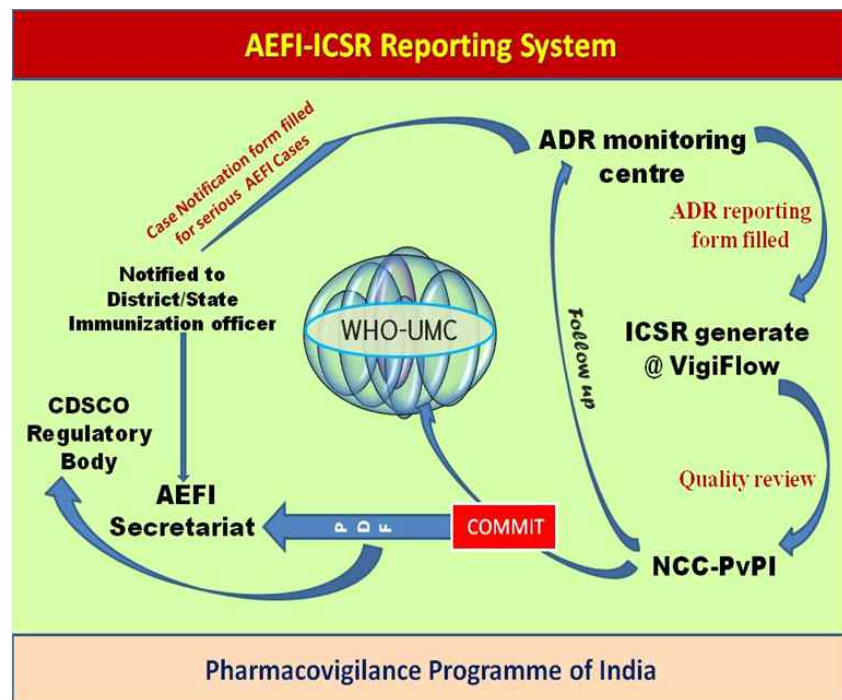 AEFI-ICSR Reporting System
Case Notification form filled
for serious AEFI Cases
ADR monitoring
centre
ADR reporting
form filled
Notified to
District/State
Immunization officer
WHO-UMC
Follow up
ICSR generate
@ VigiFlow
CDSCO
Regulatory
Body
Quality review
AEFI
Secretariat
PDF
COMMIT
NCC-PvPI
Pharmacovigilance Programme of India